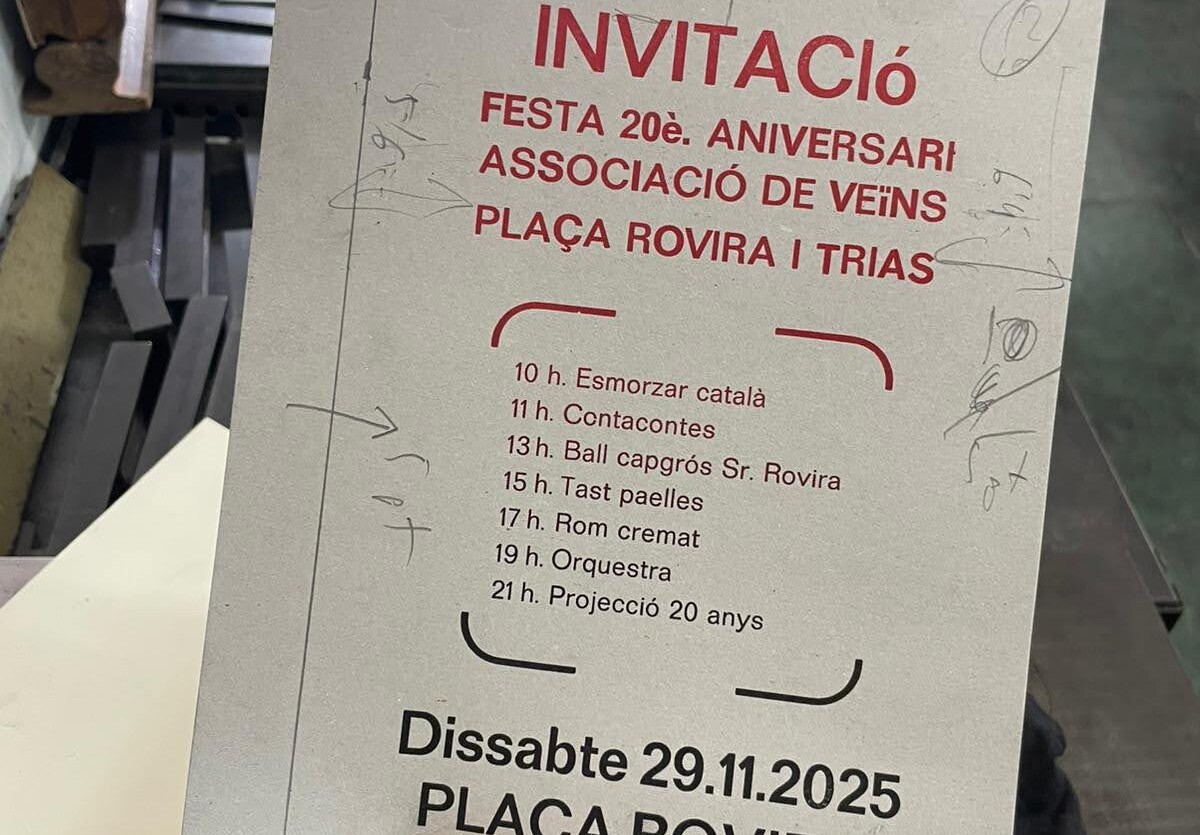 INVITACIó
FESTA 20è. ANIVERSARI
ASSOCIACIÓ DE VEïNS
PLAÇA ROVIRA I TRIAS
10 h. Esmorzar català
11 h. Contacontes
13 h. Ball capgrós Sr. Rovira
15 h. Tast paelles
17 h. Rom cremat
19 h. Orquestra
21 h. Projecció 20 anys
Dissabte 29.11.2025
PLAÇA